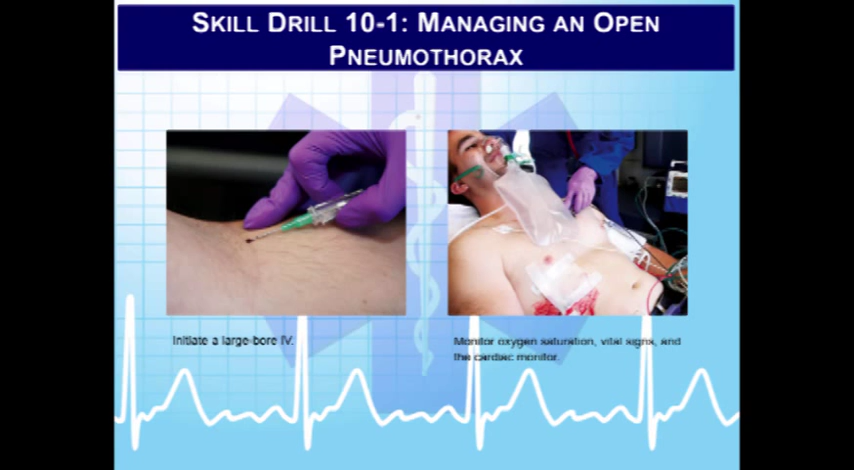 SKILL DRILL 10-1: MANAGING AN OPEN
PNEUMOTHORAX
Initiate a large-bore IV.
Monitor oxygen saturation, vital signs, and
the cardiac monitor.